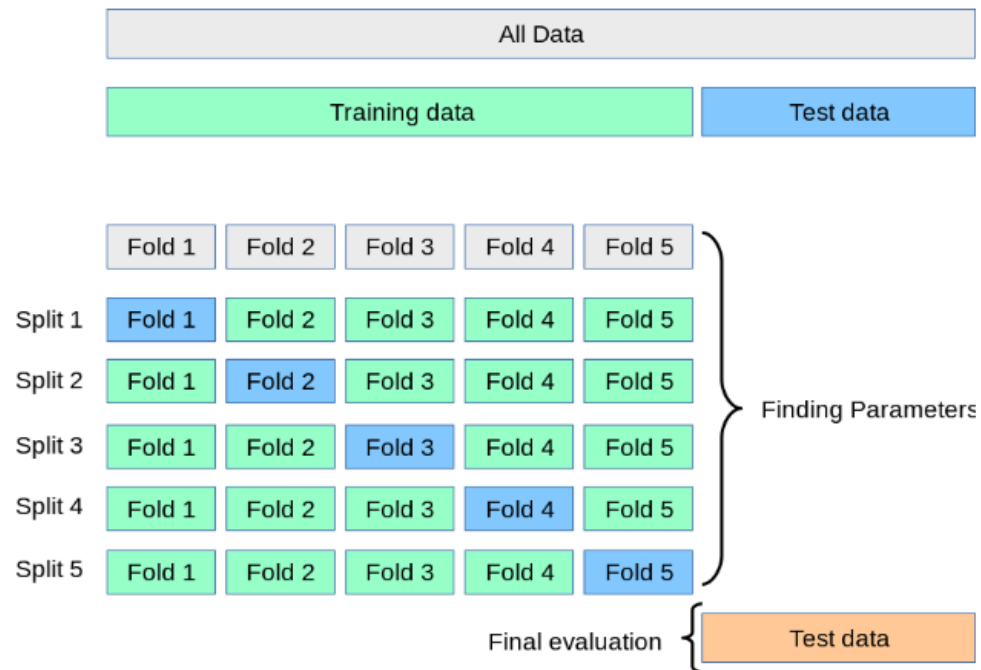 All Data
Training data Test data
Fold 1 Fold 2 Fold 3 Fold 4 Fold 5
Split 1 Fold 1 Fold 2 Fold 3 Fold 4 Fold 5
Split 2 Fold 1 Fold 2 Fold 3 Fold 4 Fold 5
Finding Parameters
Split 3 Fold 1 Fold 2 Fold 3 Fold 4 Fold 5
Split 4 Fold 1 Fold 2 Fold 3 Fold 4 Fold 5
Split 5 Fold 1 Fold 2 Fold 3 Fold 4 Fold 5
Final evaluation Test data